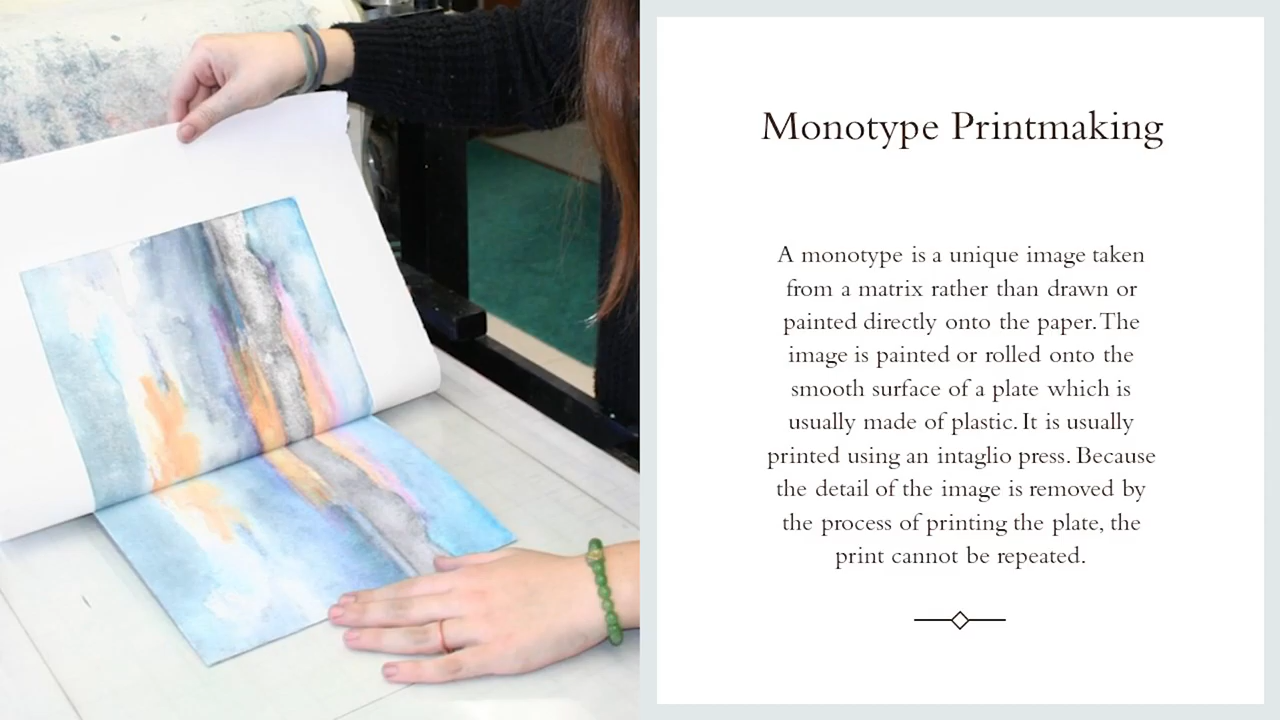 Monotype Printmaking
A monotype is a unique image taken
from a matrix rather than drawn or
painted directly onto the paper. The
image is painted or rolled onto the
smooth surface of a plate which is
usually made of plastic. It is usually
printed using an intaglio press. Because
the detail of the image is removed by
the process of printing the plate, the
print cannot be repeated.